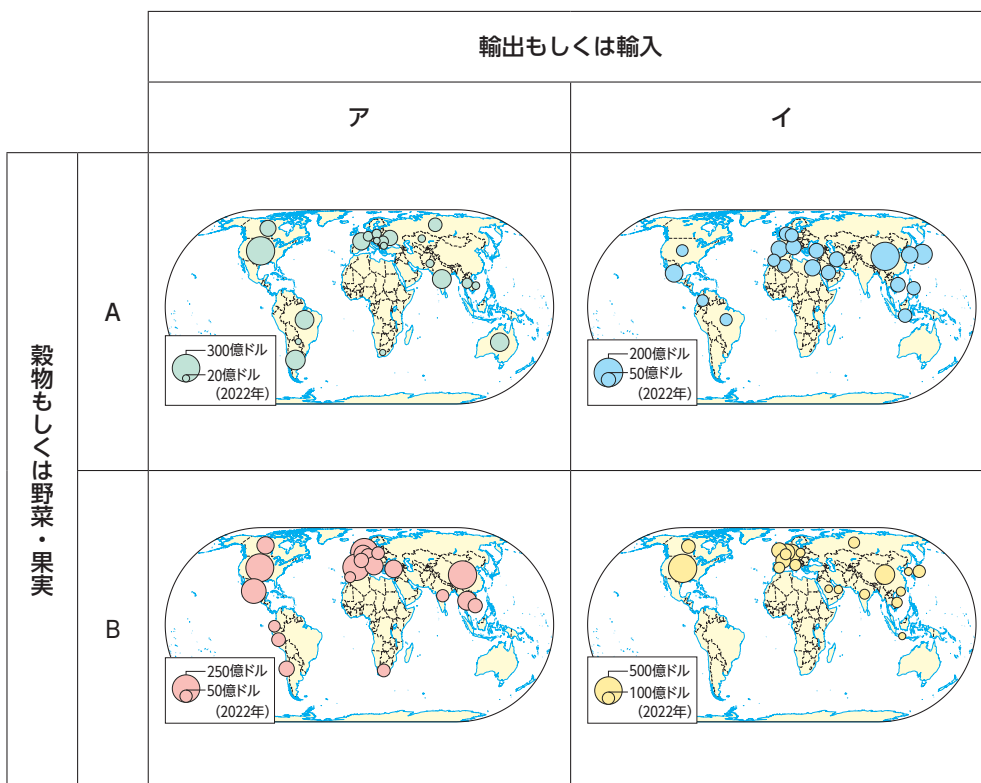 輸出もしくは輸入
ア
イ
穀物もしくは野菜・果実
A
300億ドル
20億ドル
(2022年)
200億ドル
50億ドル
(2022年)
B
250億ドル
50億ドル
(2022年)
500億ドル
100億ドル
(2022年)